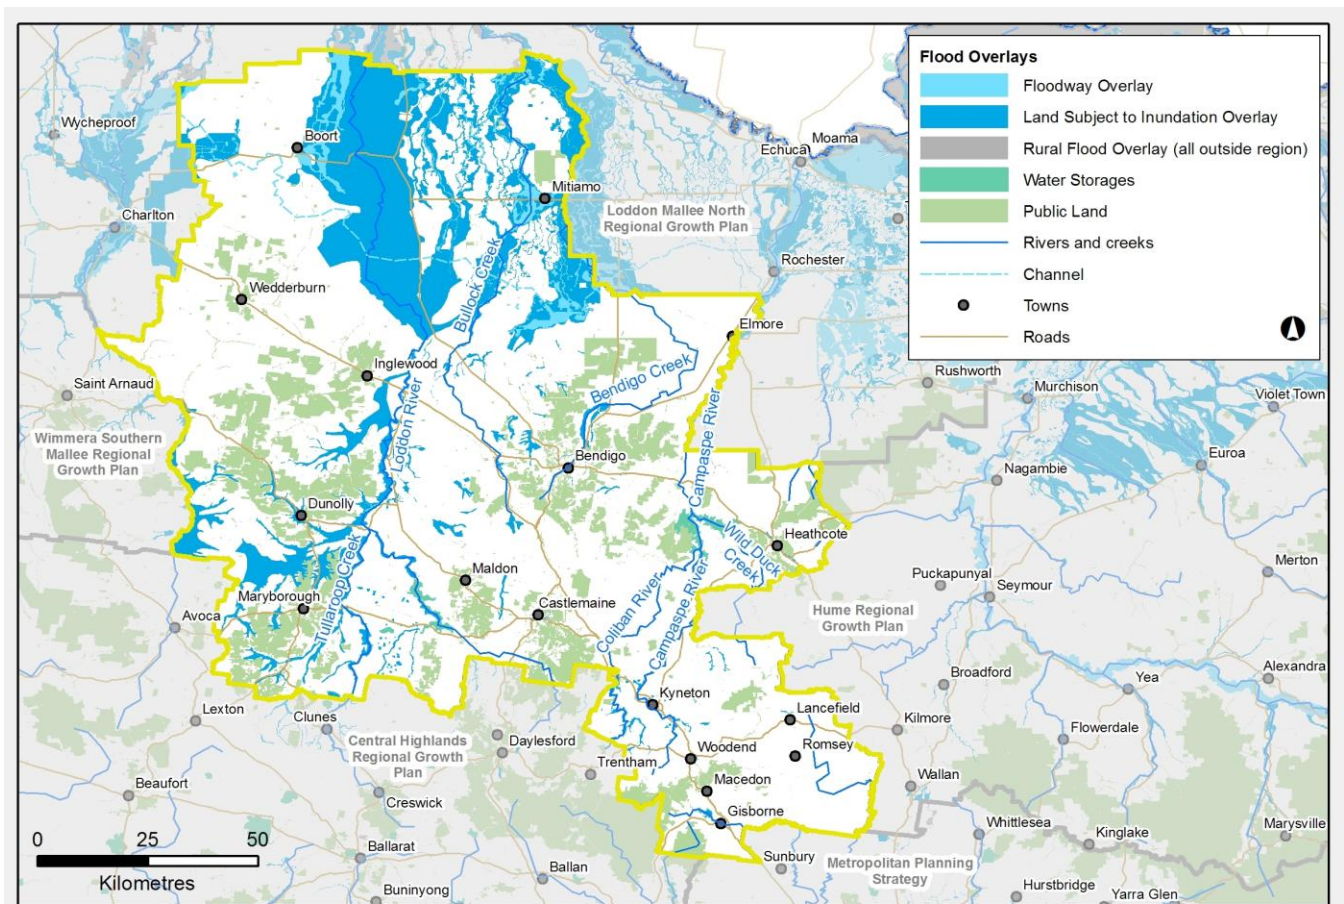 Flood Overlays
Floodway Overlay
Land Subject to Inundation Overlay
Rural Flood Overlay (all outside region)
Water Storages
Public Land
Rivers and creeks
Channel
Towns
Roads
Wycheproof
Boort
Moama
Echuca
Mitiamo
Charlton
Loddon Mallee North
Regional Growth Plan
Rochester
Wedderburn
Bullock Creek
Elmore
Inglewood
Bendigo Creek
Saint Arnaud
Rushworth
Murchison
Violet Town
Loddon River
Campaspe River
Wimmera Southern
Mallee Regional
Growth Plan
Bendigo
Nagambie
Euroa
Dunolly
Wild Duck
Creek
Heathcote
Tullaroop Creek
Maldon
Merton
Puckapunyal
Seymour
Maryborough
Castlemaine
Coliban River
Campaspe River
Hume Regional
Growth Plan
Avoca
Broadford
Alexandra
Yea
Lexton
Clunes
Kyneton
Lancefield
Kilmore
Flowerdale
Central Highlands
Regional Growth
Plan
Daylesford
Woodend
Romsey
Trentham
Beaufort
Macedon
Wallan
Creswick
Gisborne
Whittlesea
Kinglake
Marysville
0 25 50
Kilometres
Ballarat
Ballan
Sunbury
Metropolitan Planning
Strategy
Buninyong
Hurstbridge
Yarra Glen